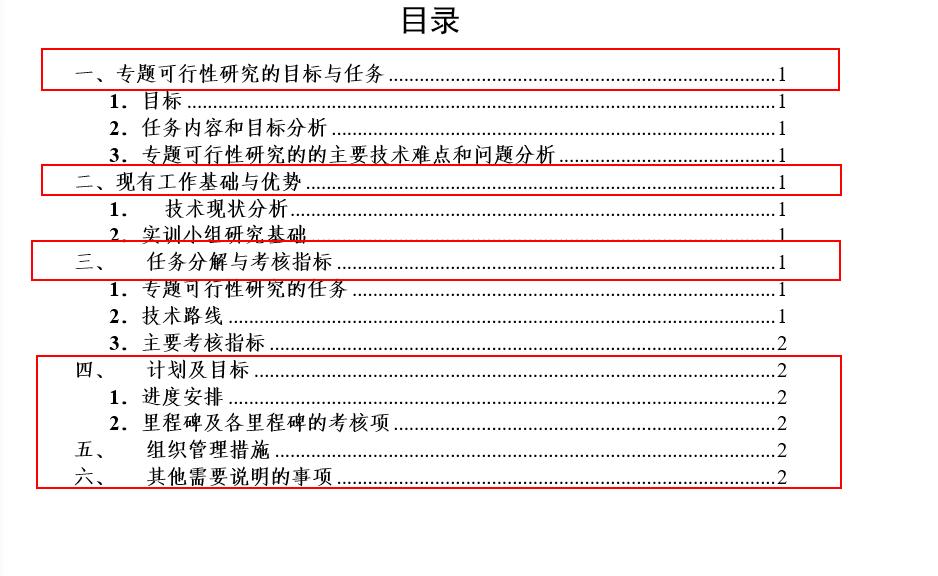 目录
一、专题可行性研究的目标与任务........................1
1. 目标........................1
2. 任务内容和目标分析........................1
3. 专题可行性研究的的主要技术难点和问题分析........................1
二、现有工作基础与优势........................1
1. 技术现状分析........................1
2. 实训小组研究基础........................1
三、 任务分解与考核指标........................1
1. 专题可行性研究的任务........................1
2. 技术路线........................1
3. 主要考核指标........................2
四、 计划及目标........................2
1. 进度安排........................2
2. 里程碑及各里程碑的考核项........................2
五、 组织管理措施........................2
六、 其他需要说明的事项........................2